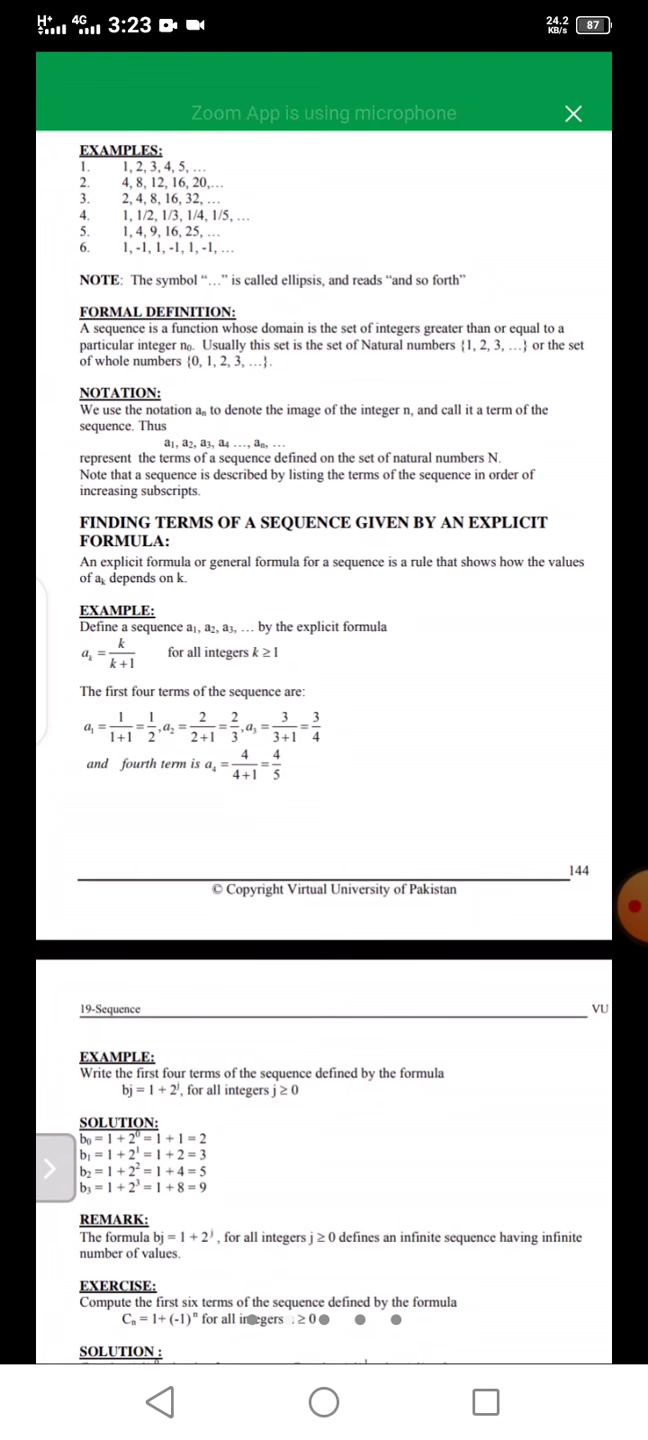 H+ 4G 3:23 24.2 KB/s 87
Zoom App is using microphone
EXAMPLES:
1. 1, 2, 3, 4, 5, …
2. 4, 8, 12, 16, 20,…
3. 2, 4, 8, 16, 32, …
4. 1, 1/2, 1/3, 1/4, 1/5, …
5. 1, 4, 9, 16, 25, …
6. 1, -1, 1, -1, 1, -1, …
NOTE: The symbol “…” is called ellipsis, and reads “and so forth”
FORMAL DEFINITION:
A sequence is a function whose domain is the set of integers greater than or equal to a
particular integer n₀. Usually this set is the set of Natural numbers {1, 2, 3, …} or the set
of whole numbers {0, 1, 2, 3, …}.
NOTATION:
We use the notation aₙ to denote the image of the integer n, and call it a term of the
sequence. Thus
a₁, a₂, a₃, a₄ …, aₙ, …
represent the terms of a sequence defined on the set of natural numbers N.
Note that a sequence is described by listing the terms of the sequence in order of
increasing subscripts.
FINDING TERMS OF A SEQUENCE GIVEN BY AN EXPLICIT
FORMULA:
An explicit formula or general formula for a sequence is a rule that shows how the values
of aₖ depends on k.
EXAMPLE:
Define a sequence a₁, a₂, a₃, … by the explicit formula
aₖ = k/(k+1) for all integers k ≥ 1
The first four terms of the sequence are:
a₁ = 1/(1+1) = 1/2, a₂ = 2/(2+1) = 2/3, a₃ = 3/(3+1) = 3/4
and fourth term is a₄ = 4/(4+1) = 4/5
144
© Copyright Virtual University of Pakistan
19-Sequence VU
EXAMPLE:
Write the first four terms of the sequence defined by the formula
bj = 1 + 2ʲ, for all integers j ≥ 0
SOLUTION:
b₀ = 1 + 2⁰ = 1 + 1 = 2
b₁ = 1 + 2¹ = 1 + 2 = 3
b₂ = 1 + 2² = 1 + 4 = 5
b₃ = 1 + 2³ = 1 + 8 = 9
REMARK:
The formula bj = 1 + 2ʲ , for all integers j ≥ 0 defines an infinite sequence having infinite
number of values.
EXERCISE:
Compute the first six terms of the sequence defined by the formula
Cₙ = 1+ (-1)ⁿ for all integers ≥ 0
SOLUTION :